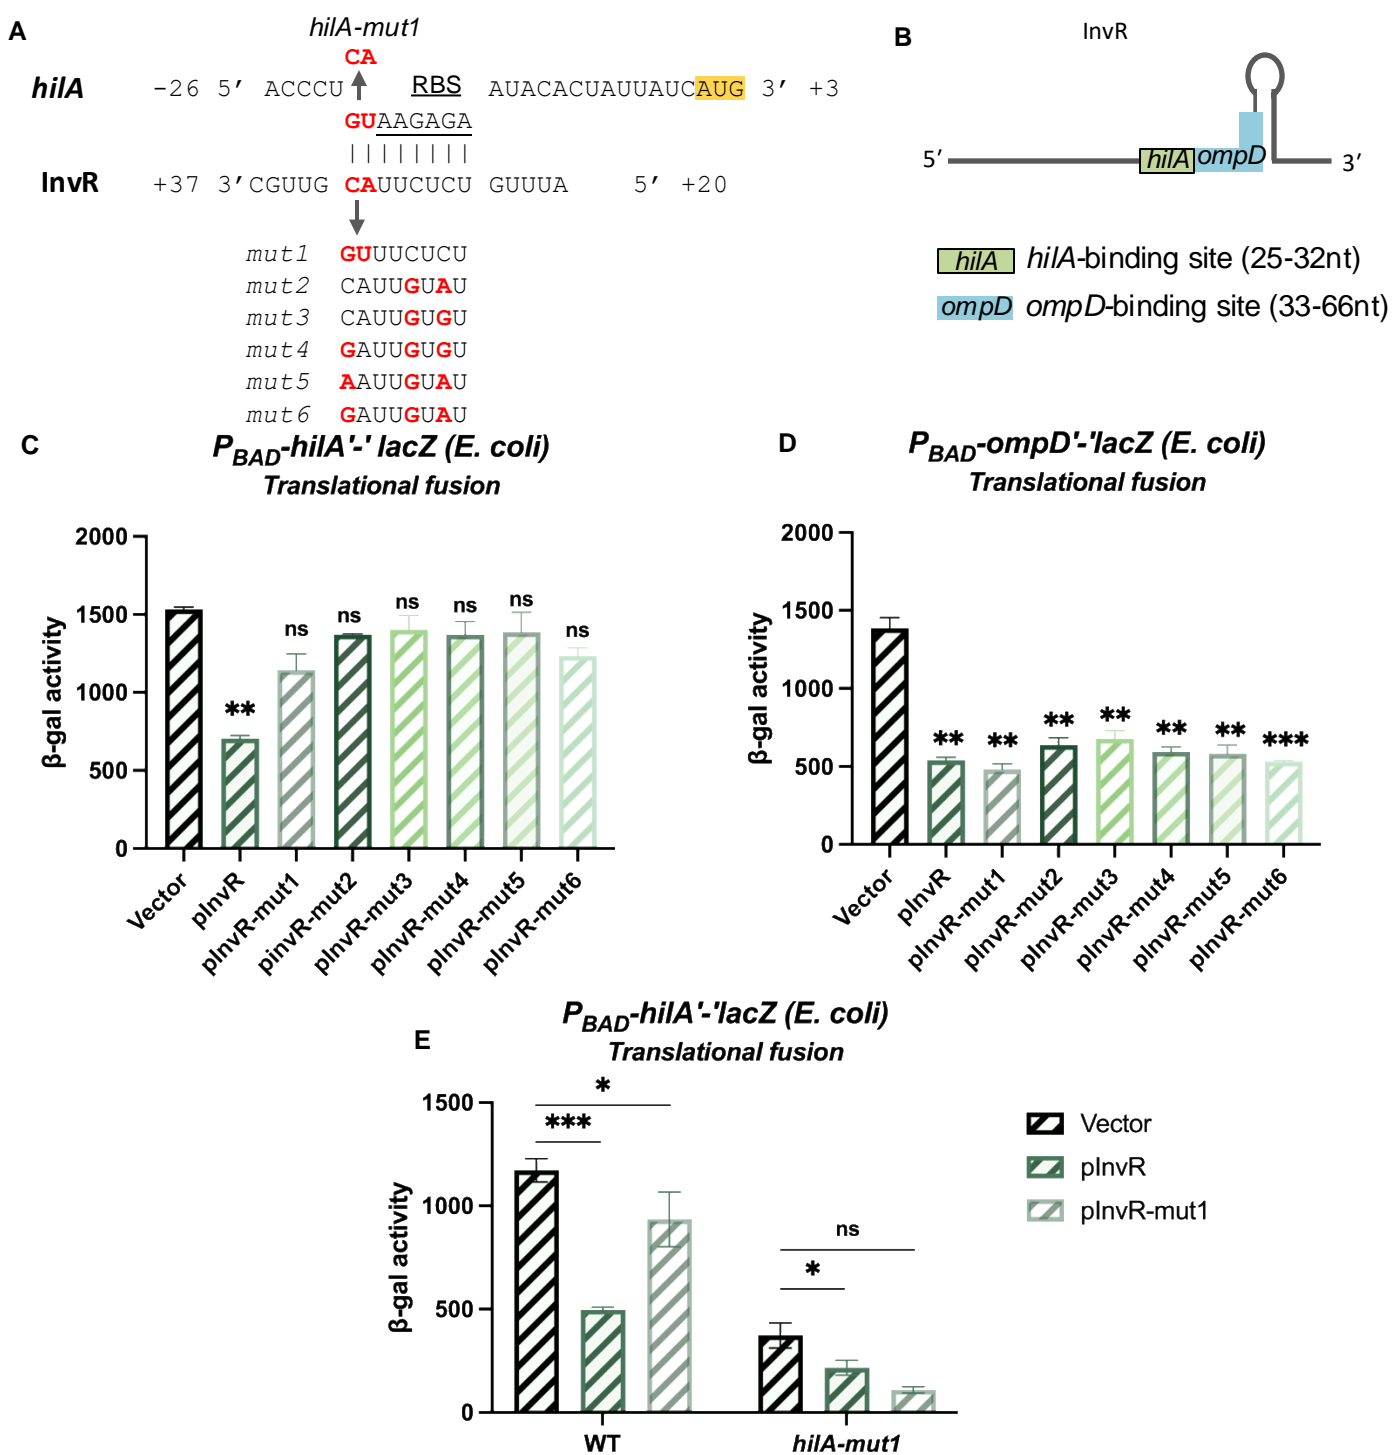 A
hilA-mut1
CA
hilA -26 5′ ACCCU RBS AUACACUAUUAUCAUG 3′ +3
GUAAGAGA
InvR +37 3′CGUUG CAUUCUCU GUUUA 5′ +20
mut1 GUUUCUCU
mut2 CAUUGUAU
mut3 CAUUGUGU
mut4 GAUUGUGU
mut5 AAUUGUAU
mut6 GAUUGUAU
B
InvR
5′ hilA ompD 3′
hilA hilA-binding site (25-32nt)
ompD ompD-binding site (33-66nt)
C
PBAD-hilA'-' lacZ (E. coli)
Translational fusion
β-gal activity
2000
1500
1000
500
0
** ns ns ns ns ns ns
Vector
pInvR
pInvR-mut1
pinvR-mut2
pInvR-mut3
pInvR-mut4
pInvR-mut5
pInvR-mut6
D
PBAD-ompD'-'lacZ (E. coli)
Translational fusion
β-gal activity
2000
1500
1000
500
0
** ** ** ** ** ** ***
Vector
pInvR
pInvR-mut1
pInvR-mut2
pInvR-mut3
pInvR-mut4
pInvR-mut5
pInvR-mut6
E
PBAD-hilA'-'lacZ (E. coli)
Translational fusion
β-gal activity
1500
1000
500
0
*
***
ns
*
WT
hilA-mut1
Vector
pInvR
pInvR-mut1